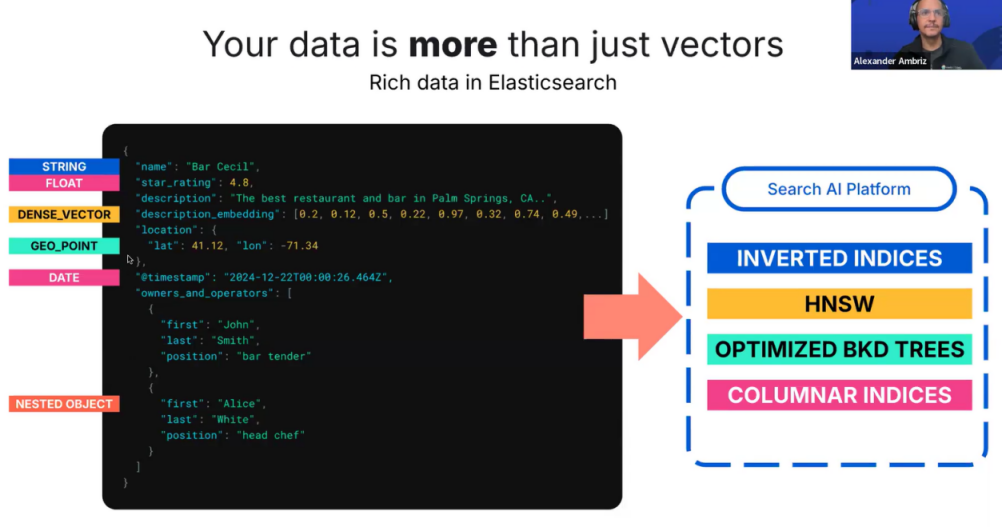 Your data is more than just vectors
Rich data in Elasticsearch
Alexander Ambriz
STRING
FLOAT
DENSE_VECTOR
GEO_POINT
DATE
NESTED OBJECT
{
"name": "Bar Cecil",
"star_rating": 4.8,
"description": "The best restaurant and bar in Palm Springs, CA..",
"description_embedding": [0.2, 0.12, 0.5, 0.22, 0.97, 0.32, 0.74, 0.49,...]
"location": {
"lat": 41.12, "lon": -71.34
},
"@timestamp": "2024-12-22T00:00:26.464Z",
"owners_and_operators": [
{
"first": "John",
"last": "Smith",
"position": "bar tender"
},
{
"first": "Alice",
"last": "White",
"position": "head chef"
}
]
}
Search AI Platform
INVERTED INDICES
HNSW
OPTIMIZED BKD TREES
COLUMNAR INDICES